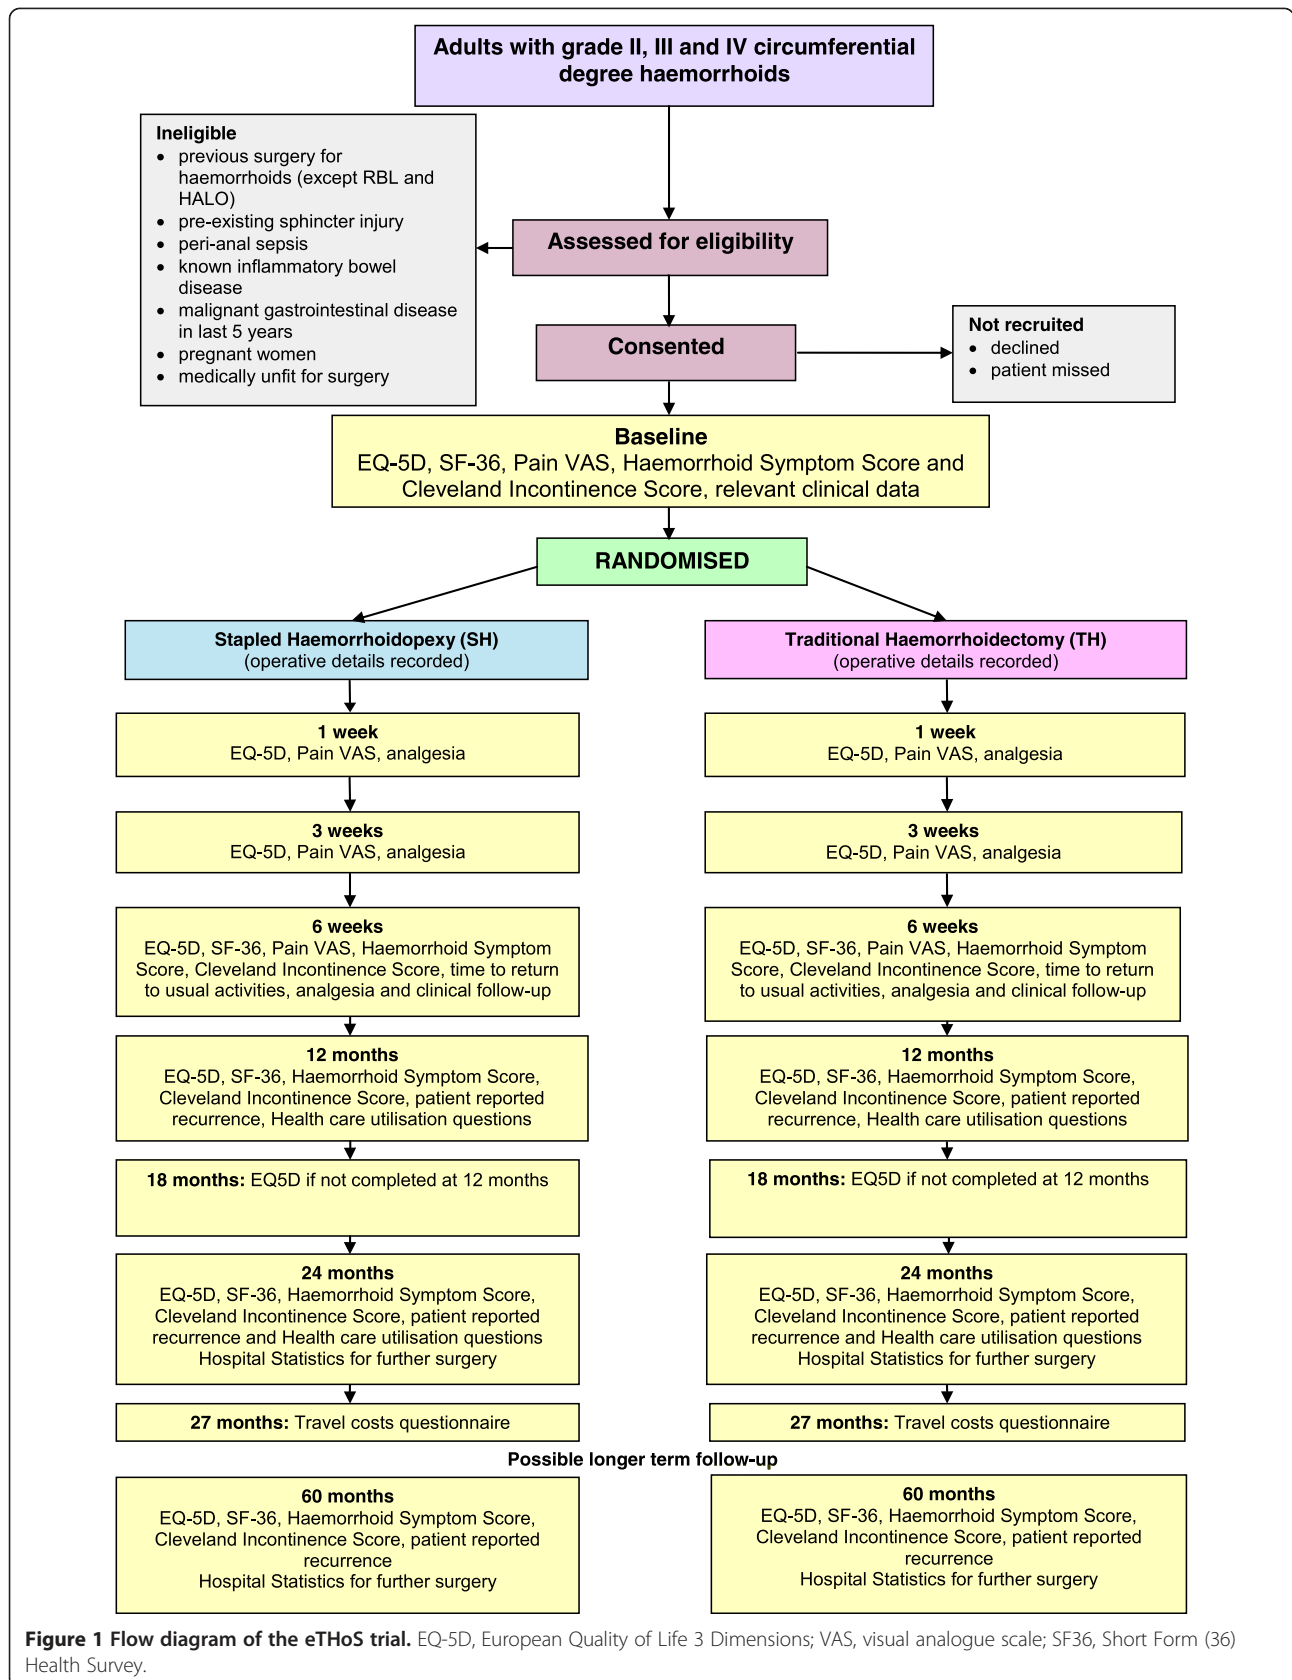 Adults with grade II, III and IV circumferential
degree haemorrhoids
Ineligible
• previous surgery for
haemorrhoids (except RBL and
HALO)
• pre-existing sphincter injury
• peri-anal sepsis
• known inflammatory bowel
disease
• malignant gastrointestinal disease
in last 5 years
• pregnant women
• medically unfit for surgery
Assessed for eligibility
Consented
Not recruited
• declined
• patient missed
Baseline
EQ-5D, SF-36, Pain VAS, Haemorrhoid Symptom Score and
Cleveland Incontinence Score, relevant clinical data
RANDOMISED
Stapled Haemorrhoidopexy (SH)
(operative details recorded)
1 week
EQ-5D, Pain VAS, analgesia
3 weeks
EQ-5D, Pain VAS, analgesia
6 weeks
EQ-5D, SF-36, Pain VAS, Haemorrhoid Symptom
Score, Cleveland Incontinence Score, time to return
to usual activities, analgesia and clinical follow-up
12 months
EQ-5D, SF-36, Haemorrhoid Symptom Score,
Cleveland Incontinence Score, patient reported
recurrence, Health care utilisation questions
18 months: EQ5D if not completed at 12 months
24 months
EQ-5D, SF-36, Haemorrhoid Symptom Score,
Cleveland Incontinence Score, patient reported
recurrence and Health care utilisation questions
Hospital Statistics for further surgery
27 months: Travel costs questionnaire
Traditional Haemorrhoidectomy (TH)
(operative details recorded)
1 week
EQ-5D, Pain VAS, analgesia
3 weeks
EQ-5D, Pain VAS, analgesia
6 weeks
EQ-5D, SF-36, Pain VAS, Haemorrhoid Symptom
Score, Cleveland Incontinence Score, time to return
to usual activities, analgesia and clinical follow-up
12 months
EQ-5D, SF-36, Haemorrhoid Symptom Score,
Cleveland Incontinence Score, patient reported
recurrence, Health care utilisation questions
18 months: EQ5D if not completed at 12 months
24 months
EQ-5D, SF-36, Haemorrhoid Symptom Score,
Cleveland Incontinence Score, patient reported
recurrence and Health care utilisation questions
Hospital Statistics for further surgery
27 months: Travel costs questionnaire
Possible longer term follow-up
60 months
EQ-5D, SF-36, Haemorrhoid Symptom Score,
Cleveland Incontinence Score, patient reported
recurrence
Hospital Statistics for further surgery
60 months
EQ-5D, SF-36, Haemorrhoid Symptom Score,
Cleveland Incontinence Score, patient reported
recurrence
Hospital Statistics for further surgery
Figure 1 Flow diagram of the eTHoS trial. EQ-5D, European Quality of Life 3 Dimensions; VAS, visual analogue scale; SF36, Short Form (36)
Health Survey.